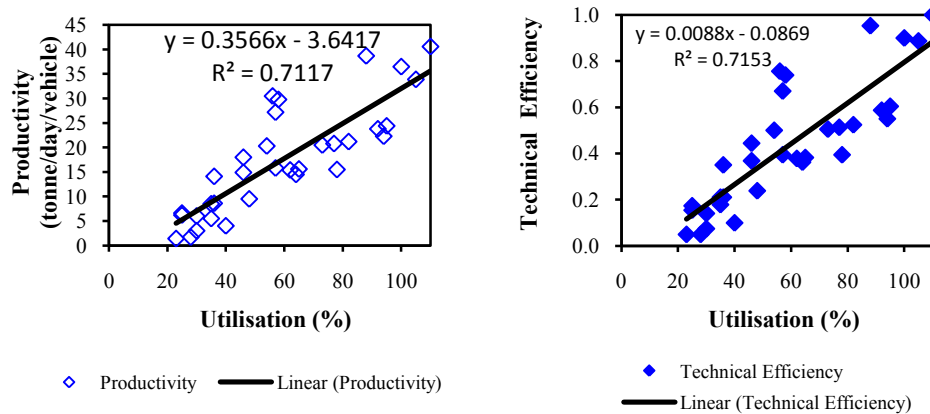 45
40
35
30
25
20
15
10
5
0
Productivity
(tonne/day/vehicle)
y = 0.3566x - 3.6417
R² = 0.7117
0 20 40 60 80 100
Utilisation (%)
Productivity Linear (Productivity)
1.0
0.8
0.6
0.4
0.2
0.0
Technical Efficiency
y = 0.0088x - 0.0869
R² = 0.7153
0 20 40 60 80 100
Utilisation (%)
Technical Efficiency
Linear (Technical Efficiency)